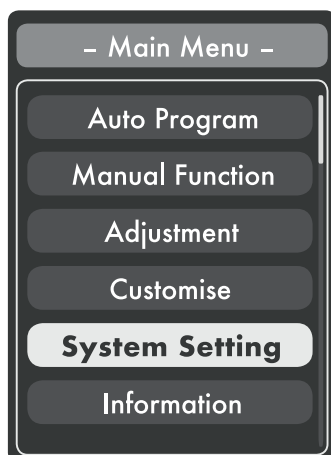 – Main Menu –
Auto Program
Manual Function
Adjustment
Customise
System Setting
Information